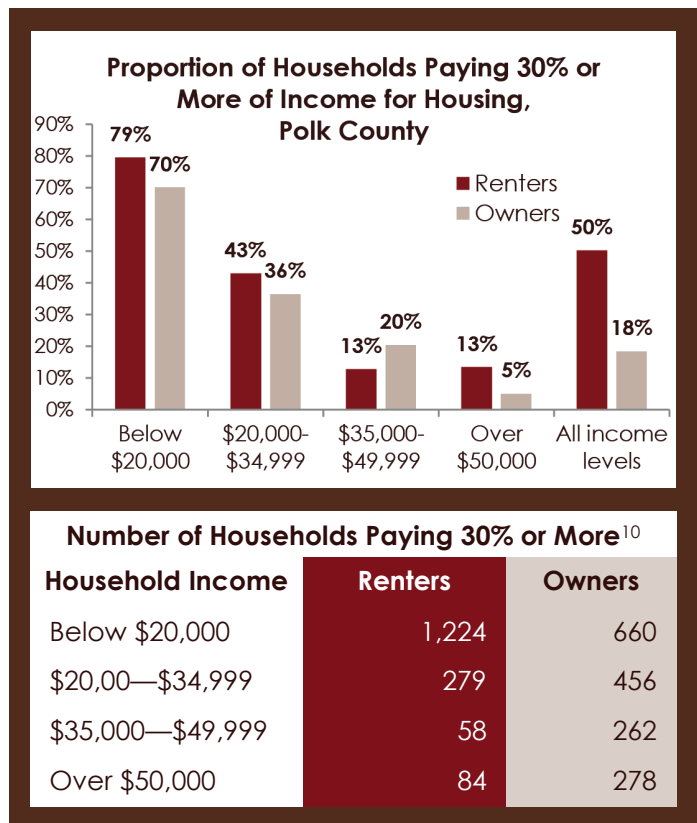 Proportion of Households Paying 30% or
More of Income for Housing,
Polk County
90%
80%
70%
60%
50%
40%
30%
20%
10%
0%
79%
70%
43%
36%
13%
20%
13%
5%
50%
18%
Renters
Owners
Below
$20,000
$20,000-
$34,999
$35,000-
$49,999
Over
$50,000
All income
levels
Number of Households Paying 30% or More10
Household Income Renters Owners
Below $20,000 1,224 660
$20,00—$34,999 279 456
$35,000—$49,999 58 262
Over $50,000 84 278